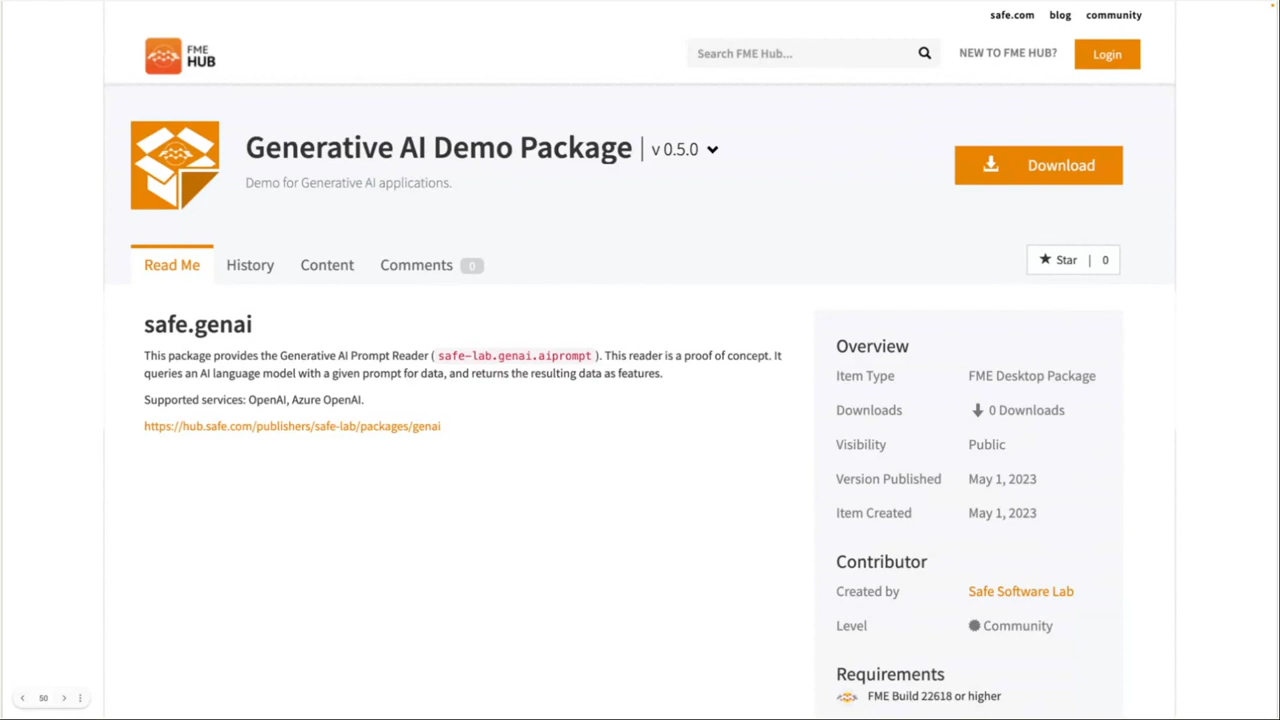 safe.com blog community
FME
HUB
Search FME Hub...
NEW TO FME HUB?
Login
Generative AI Demo Package | v 0.5.0
Demo for Generative AI applications.
Download
Read Me
History
Content
Comments 0
Star | 0
safe.genai
This package provides the Generative AI Prompt Reader ( safe-lab.genai.aiprompt ). This reader is a proof of concept. It
queries an AI language model with a given prompt for data, and returns the resulting data as features.
Supported services: OpenAI, Azure OpenAI.
https://hub.safe.com/publishers/safe-lab/packages/genai
Overview
Item Type FME Desktop Package
Downloads 0 Downloads
Visibility Public
Version Published May 1, 2023
Item Created May 1, 2023
Contributor
Created by Safe Software Lab
Level Community
Requirements
FME Build 22618 or higher
50